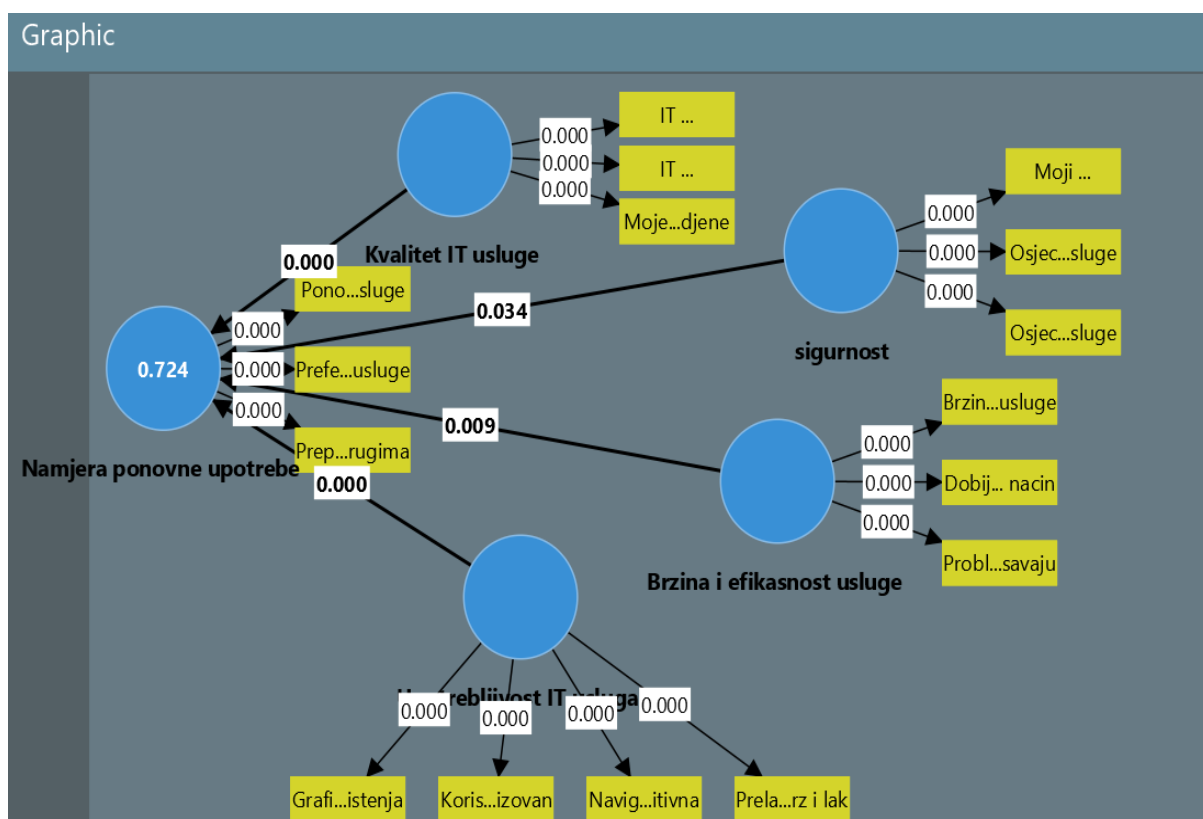 Graphic
0.000
IT ...
0.000
IT ...
0.000
Moje...djene
Kvalitet IT usluge
0.000
Moji ...
0.000
Osjec...sluge
0.000
Osjec...sluge
sigurnost
0.000
0.034
0.009
0.000
0.724
Namjera ponovne upotrebe
0.000
Pono...sluge
0.000
Prefe...usluge
0.000
Prep...rugima
0.000
Brzin...usluge
0.000
Dobij... nacin
0.000
Probl...savaju
Brzina i efikasnost usluge
IT usluga
0.000
0.000
0.000
0.000
Grafi...istenja
Koris...izovan
Navig...itivna
Prela...rz i lak